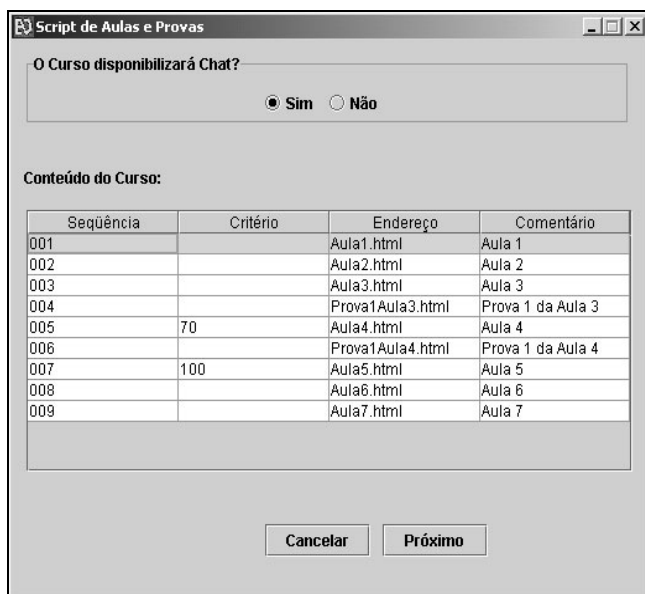 Script de Aulas e Provas
O Curso disponibilizará Chat?
Sim Não
Conteúdo do Curso:
Seqüência Critério Endereço Comentário
001 Aula1.html Aula 1
002 Aula2.html Aula 2
003 Aula3.html Aula 3
004 Prova1Aula3.html Prova 1 da Aula 3
005 70 Aula4.html Aula 4
006 Prova1Aula4.html Prova 1 da Aula 4
007 100 Aula5.html Aula 5
008 Aula6.html Aula 6
009 Aula7.html Aula 7
Cancelar Próximo